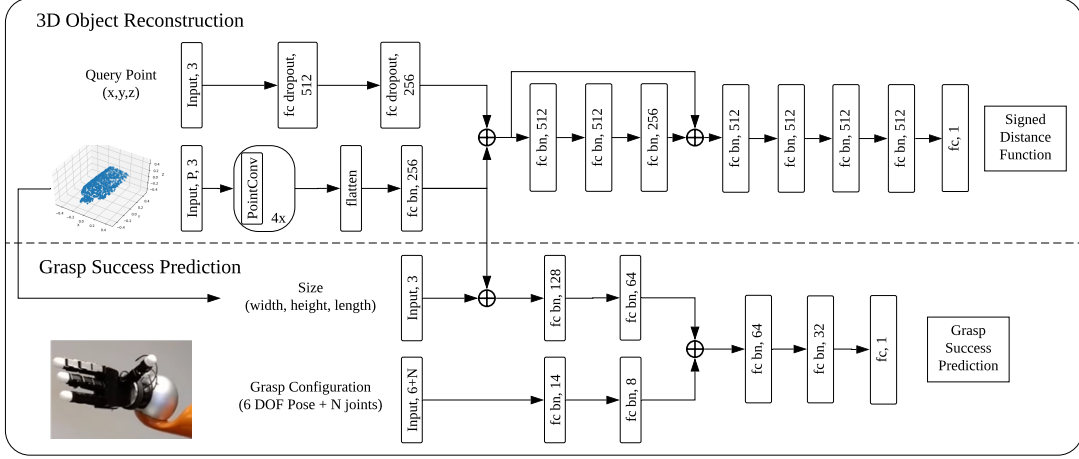 3D Object Reconstruction
Query Point
(x,y,z)
Input, 3
fc dropout,
512
fc dropout,
256
fc bn, 512
fc bn, 512
fc bn, 256
fc bn, 512
fc bn, 512
fc bn, 512
fc bn, 512
fc, 1
Signed
Distance
Function
Input, P, 3
PointConv
4x
flatten
fc bn, 256
Grasp Success Prediction
Size
(width, height, length)
Input, 3
fc bn, 128
fc bn, 64
Grasp Configuration
(6 DOF Pose + N joints)
Input, 6+N
fc bn, 14
fc bn, 8
fc bn, 64
fc bn, 32
fc, 1
Grasp
Success
Prediction